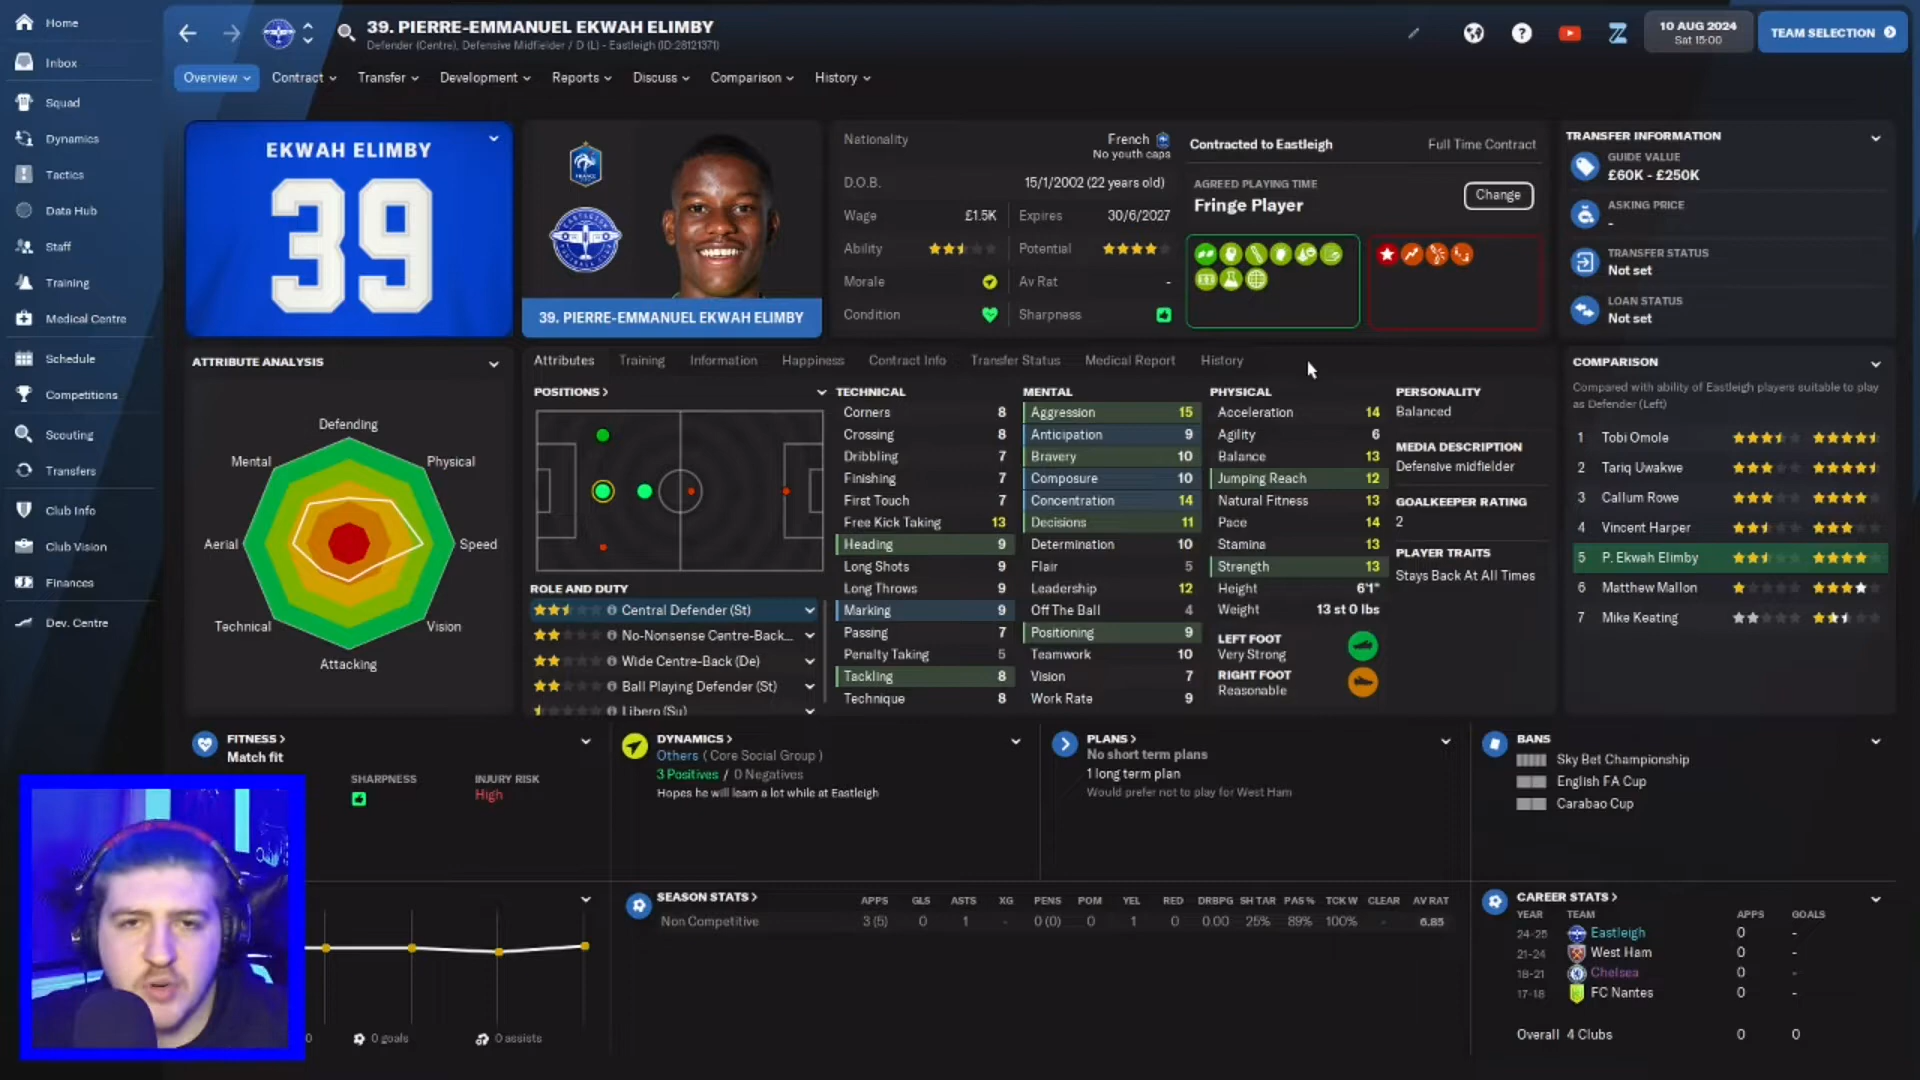 Home
Inbox
Squad
Dynamics
Tactics
Data Hub
Staff
Training
Medical Centre
Schedule
Competitions
Scouting
Transfers
Club Info
Club Vision
Finances
Dev. Centre
39. PIERRE-EMMANUEL EKWAH ELIMBY
Defender (Centre), Defensive Midfielder / D (L) - Eastleigh (ID:28121371)
10 AUG 2024
Sat 15:00
TEAM SELECTION
Overview Contract Transfer Development Reports Discuss Comparison History
EKWAH ELIMBY
39
39. PIERRE-EMMANUEL EKWAH ELIMBY
Nationality French
No youth caps
D.O.B. 15/1/2002 (22 years old)
Wage £1.5K Expires 30/6/2027
Ability Potential
Morale Av Rat -
Condition Sharpness
Contracted to Eastleigh Full Time Contract
AGREED PLAYING TIME
Fringe Player
Change
TRANSFER INFORMATION
GUIDE VALUE
£60K - £250K
ASKING PRICE
-
TRANSFER STATUS
Not set
LOAN STATUS
Not set
ATTRIBUTE ANALYSIS
Defending
Mental Physical
Aerial Speed
Technical Vision
Attacking
Attributes Training Information Happiness Contract Info Transfer Status Medical Report History
POSITIONS >
ROLE AND DUTY
Central Defender (St)
No-Nonsense Centre-Back...
Wide Centre-Back (De)
Ball Playing Defender (St)
Libero (Su)
TECHNICAL
Corners 8
Crossing 8
Dribbling 7
Finishing 7
First Touch 7
Free Kick Taking 13
Heading 9
Long Shots 9
Long Throws 9
Marking 9
Passing 7
Penalty Taking 5
Tackling 8
Technique 8
MENTAL
Aggression 15
Anticipation 9
Bravery 10
Composure 10
Concentration 14
Decisions 11
Determination 10
Flair 5
Leadership 12
Off The Ball 4
Positioning 9
Teamwork 10
Vision 7
Work Rate 9
PHYSICAL
Acceleration 14
Agility 6
Balance 13
Jumping Reach 12
Natural Fitness 13
Pace 14
Stamina 13
Strength 13
Height 6'1"
Weight 13 st 0 lbs
LEFT FOOT
Very Strong
RIGHT FOOT
Reasonable
PERSONALITY
Balanced
MEDIA DESCRIPTION
Defensive midfielder
GOALKEEPER RATING
2
PLAYER TRAITS
Stays Back At All Times
COMPARISON
Compared with ability of Eastleigh players suitable to play
as Defender (Left)
1 Tobi Omole
2 Tariq Uwakwe
3 Callum Rowe
4 Vincent Harper
5 P. Ekwah Elimby
6 Matthew Mallon
7 Mike Keating
FITNESS >
Match fit
SHARPNESS
INJURY RISK
High
DYNAMICS >
Others ( Core Social Group )
3 Positives / 0 Negatives
Hopes he will learn a lot while at Eastleigh
PLANS >
No short term plans
1 long term plan
Would prefer not to play for West Ham
BANS
Sky Bet Championship
English FA Cup
Carabao Cup
0 0 goals 0 assists
SEASON STATS > APPS GLS ASTS XG PENS POM YEL RED DRBPG SH TAR PAS % TCK W CLEAR AV RAT
Non Competitive 3 (5) 0 1 - 0 (0) 0 1 0 0.00 25% 89% 100% - 6.85
CAREER STATS >
YEAR TEAM APPS GOALS
24-25 Eastleigh 0 -
21-24 West Ham 0 -
18-21 Chelsea 0 -
17-18 FC Nantes 0 -
Overall 4 Clubs 0 0